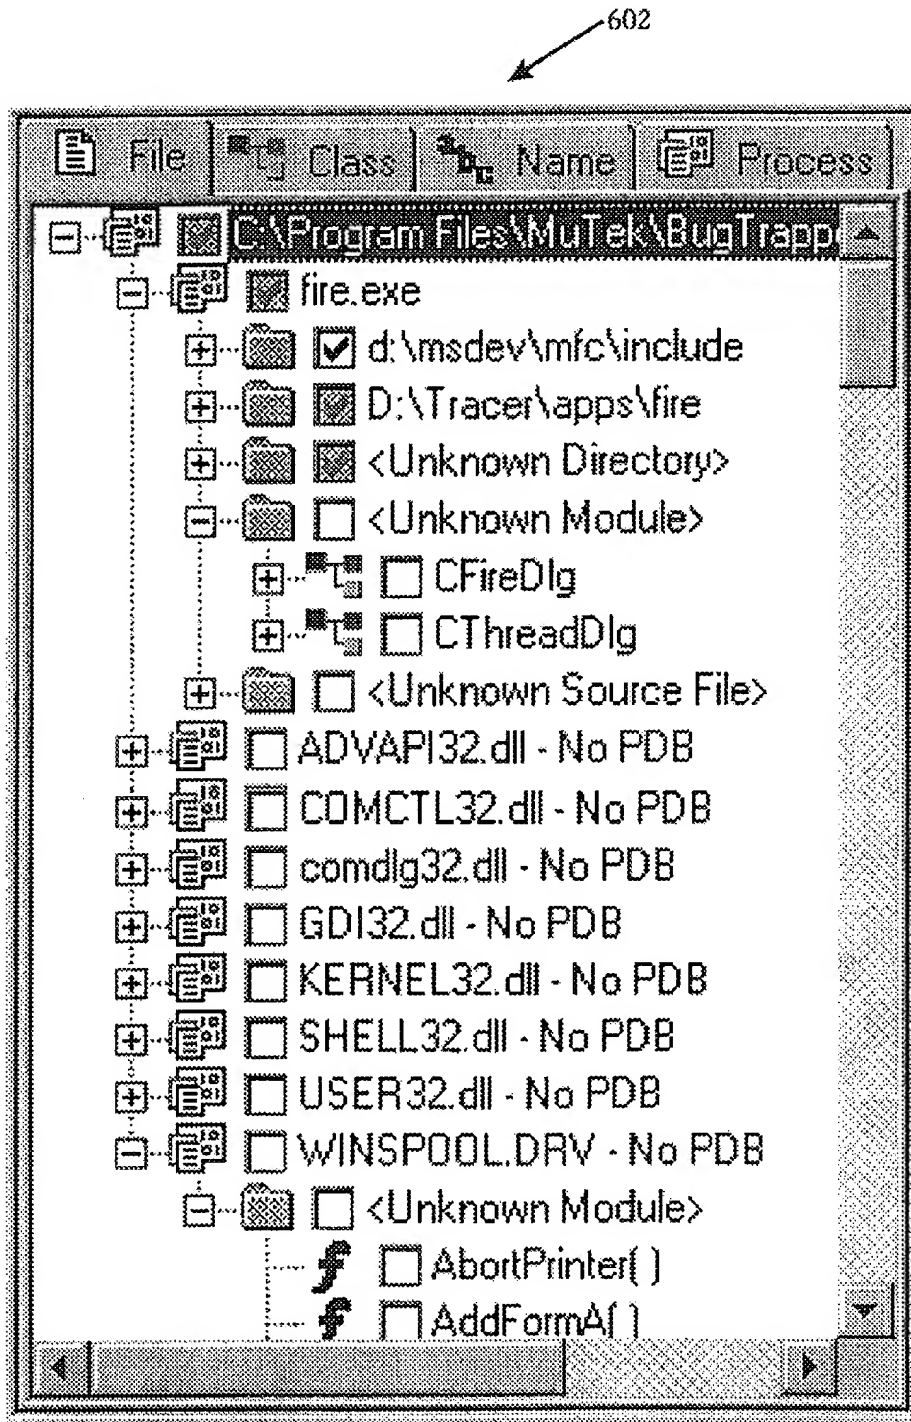 602
File Class Name Process
C:\Program Files\MuTek\BugTrappe
fire.exe
d:\msdev\mfc\include
D:\Tracer\apps\fire
<Unknown Directory>
<Unknown Module>
CFireDlg
CThreadDlg
<Unknown Source File>
ADVAPI32.dll - No PDB
COMCTL32.dll - No PDB
comdlg32.dll - No PDB
GDI32.dll - No PDB
KERNEL32.dll - No PDB
SHELL32.dll - No PDB
USER32.dll - No PDB
WINSPOOL.DRV - No PDB
<Unknown Module>
AbortPrinter( )
AddFormA( )